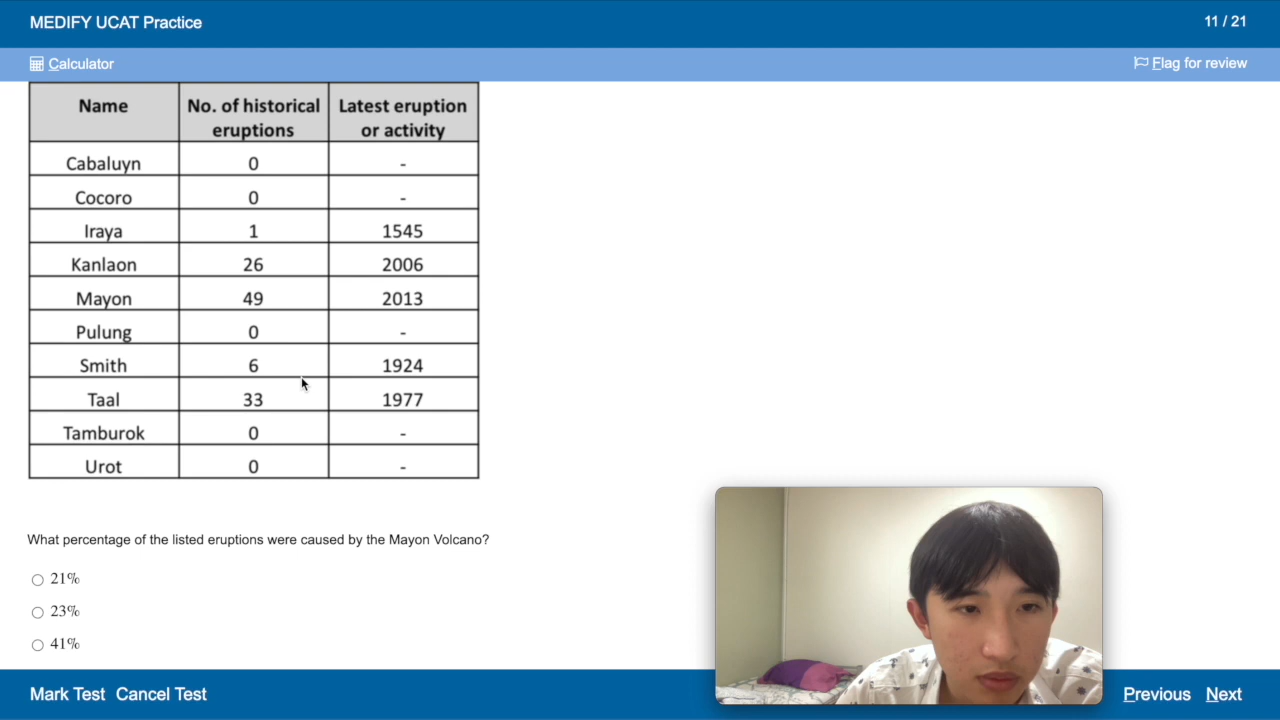 MEDIFY UCAT Practice
11 / 21
Calculator
Flag for review
Name
No. of historical eruptions
Latest eruption or activity
Cabaluyn 0 -
Cocoro 0 -
Iraya 1 1545
Kanlaon 26 2006
Mayon 49 2013
Pulung 0 -
Smith 6 1924
Taal 33 1977
Tamburok 0 -
Urot 0 -
What percentage of the listed eruptions were caused by the Mayon Volcano?
21%
23%
41%
Mark Test Cancel Test
Previous Next